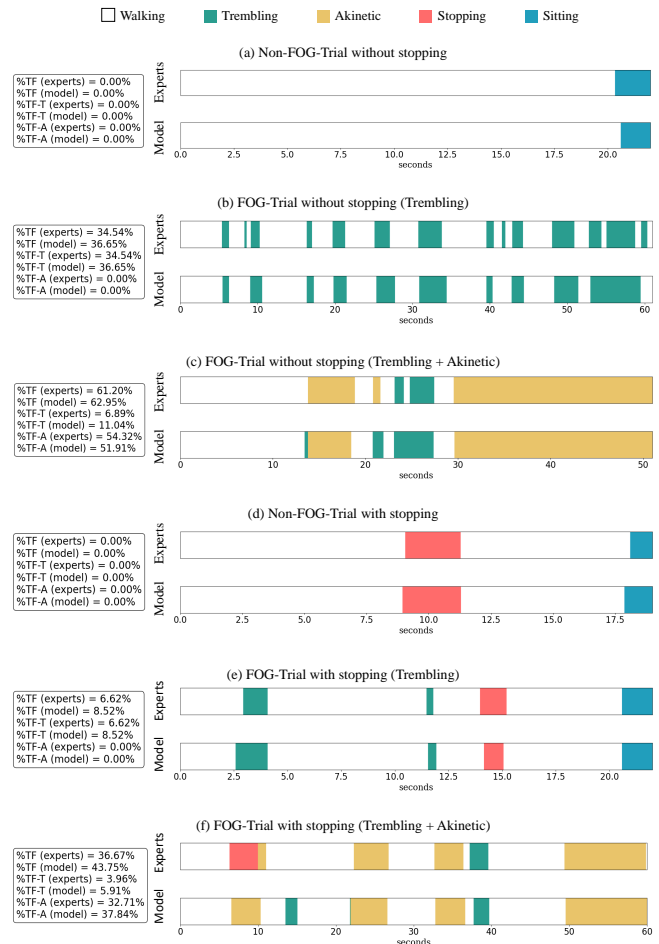 Walking Trembling Akinetic Stopping Sitting
(a) Non-FOG-Trial without stopping
%TF (experts) = 0.00%
%TF (model) = 0.00%
%TF-T (experts) = 0.00%
%TF-T (model) = 0.00%
%TF-A (experts) = 0.00%
%TF-A (model) = 0.00%
Experts
Model
0.0 2.5 5.0 7.5 10.0 12.5 15.0 17.5 20.0
seconds
(b) FOG-Trial without stopping (Trembling)
%TF (experts) = 34.54%
%TF (model) = 36.65%
%TF-T (experts) = 34.54%
%TF-T (model) = 36.65%
%TF-A (experts) = 0.00%
%TF-A (model) = 0.00%
Experts
Model
0 10 20 30 40 50 60
seconds
(c) FOG-Trial without stopping (Trembling + Akinetic)
%TF (experts) = 61.20%
%TF (model) = 62.95%
%TF-T (experts) = 6.89%
%TF-T (model) = 11.04%
%TF-A (experts) = 54.32%
%TF-A (model) = 51.91%
Experts
Model
0 10 20 30 40 50
seconds
(d) Non-FOG-Trial with stopping
%TF (experts) = 0.00%
%TF (model) = 0.00%
%TF-T (experts) = 0.00%
%TF-T (model) = 0.00%
%TF-A (experts) = 0.00%
%TF-A (model) = 0.00%
Experts
Model
0.0 2.5 5.0 7.5 10.0 12.5 15.0 17.5
seconds
(e) FOG-Trial with stopping (Trembling)
%TF (experts) = 6.62%
%TF (model) = 8.52%
%TF-T (experts) = 6.62%
%TF-T (model) = 8.52%
%TF-A (experts) = 0.00%
%TF-A (model) = 0.00%
Experts
Model
0.0 2.5 5.0 7.5 10.0 12.5 15.0 17.5 20.0
seconds
(f) FOG-Trial with stopping (Trembling + Akinetic)
%TF (experts) = 36.67%
%TF (model) = 43.75%
%TF-T (experts) = 3.96%
%TF-T (model) = 5.91%
%TF-A (experts) = 32.71%
%TF-A (model) = 37.84%
Experts
Model
0 10 20 30 40 50 60
seconds